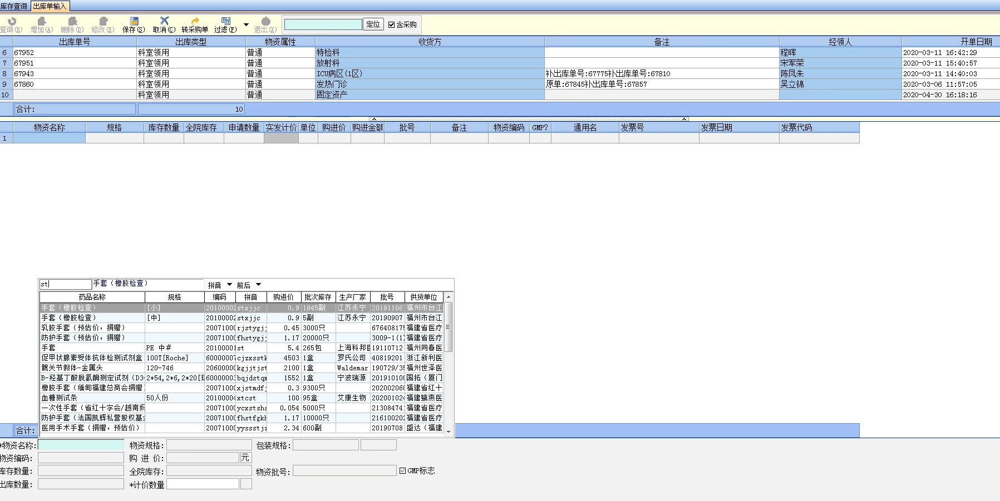 库存查询 出库单输入
查询(R) 增加(A) 删除(D) 修改(E) 保存(S) 取消(C) 转采购单 过滤(F) 退出(X) 定位 含采购
出库单号 出库类型 物资属性 收货方 备注 经领人 开单日期
6 67952 科室领用 普通 特检科 程晖 2020-03-11 16:42:29
7 67951 科室领用 普通 放射科 宋军荣 2020-03-11 15:40:57
8 67943 科室领用 普通 ICU病区(1区) 补出库单号:67775补出库单号:67810 陈凤朱 2020-03-11 14:40:03
9 67860 科室领用 普通 发热门诊 原单:67845补出库单号:67857 吴立锦 2020-03-06 11:57:05
10 科室领用 普通 固定资产 2020-04-30 16:18:16
合计: 10
物资名称 规格 库存数量 全院库存 申请数量 实发计价 单位 购进价 购进金额 批号 备注 物资编码 GMP? 通用名 发票号 发票日期 发票代码
1
st 手套（橡胶检查） 拼音 前后
药品名称 规格 编码 拼音 购进价 批次库存 生产厂家 批号 供货单位
手套（橡胶检查） [小] 20100002 stxjjc 0.9 1945副 江苏永宁 20191106 福州市台江
手套（橡胶检查） [中] 20100002 stxjjc 0.9 5副 江苏永宁 20190907 福州市台江
乳胶手套（预估价，捐赠） 20071000 rjstygjj 0.45 3000只 67640817 福建省医疗
防护手套（预估价，捐赠） 20071000 fhstygjj 1.17 20000只 3009-1(1) 福建省医疗
手套 PE 中# 20100001 st 5.4 265包 上海科邦医 19110712 福州同春医
促甲状腺素受体抗体检测试剂盒 100T[Roche] 60000007 cjzxsstk 4503 1盒 罗氏公司 40819201 浙江新利医
髋关节假体-金属头 120-746 20600000 kgjjtjst 2100 1盒 Waldemar 190729/35 福州世泽医
B-羟基丁酸脱氢酶测定试剂（D3- 2*54,2*6,2*20[瑞 60000003 bqjdstqm 1552 1盒 宁波瑞源 20191010 国拓（厦门
橡胶手套（缅甸福建总商会捐赠） 20071000 xjstmdfj 0.3 9300只 20200206 福建省红十
血糖测试条 50人份 20100004 xtcst 100 95盒 艾康生物 202001024 福建鹭燕医
一次性手套（省红十字会/越南妈 20071000 ycxstshs 0.054 5000只 21308474 福建省医疗
防护手套（法国凯辉私营股权基金 20071000 fhstfgkh 1.17 10000只 21610020 福建省医疗
医用手术手套（捐赠，预估价） 20071000 yyssstjz 2.34 600副 20190708 盛达（福建
合计:
*物资名称: 物资规格: 包装规格:
物资编码: 购 进 价: 元
库存数量: 全院库存: 物资批号: GMP标志
出库数量: *计价数量